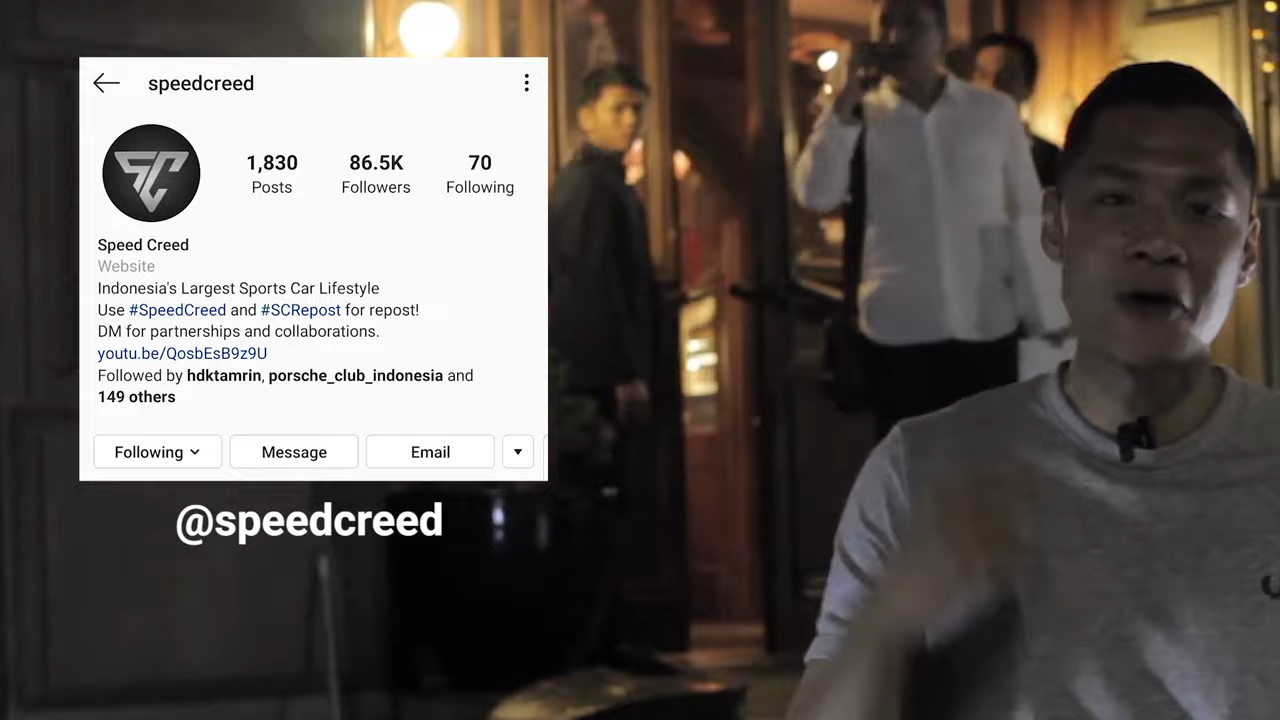 speedcreed
SC
1,830 86.5K 70
Posts Followers Following
Speed Creed
Website
Indonesia's Largest Sports Car Lifestyle
Use #SpeedCreed and #SCRepost for repost!
DM for partnerships and collaborations.
youtu.be/QosbEsB9z9U
Followed by hdktamrin, porsche_club_indonesia and
149 others
Following Message Email
@speedcreed